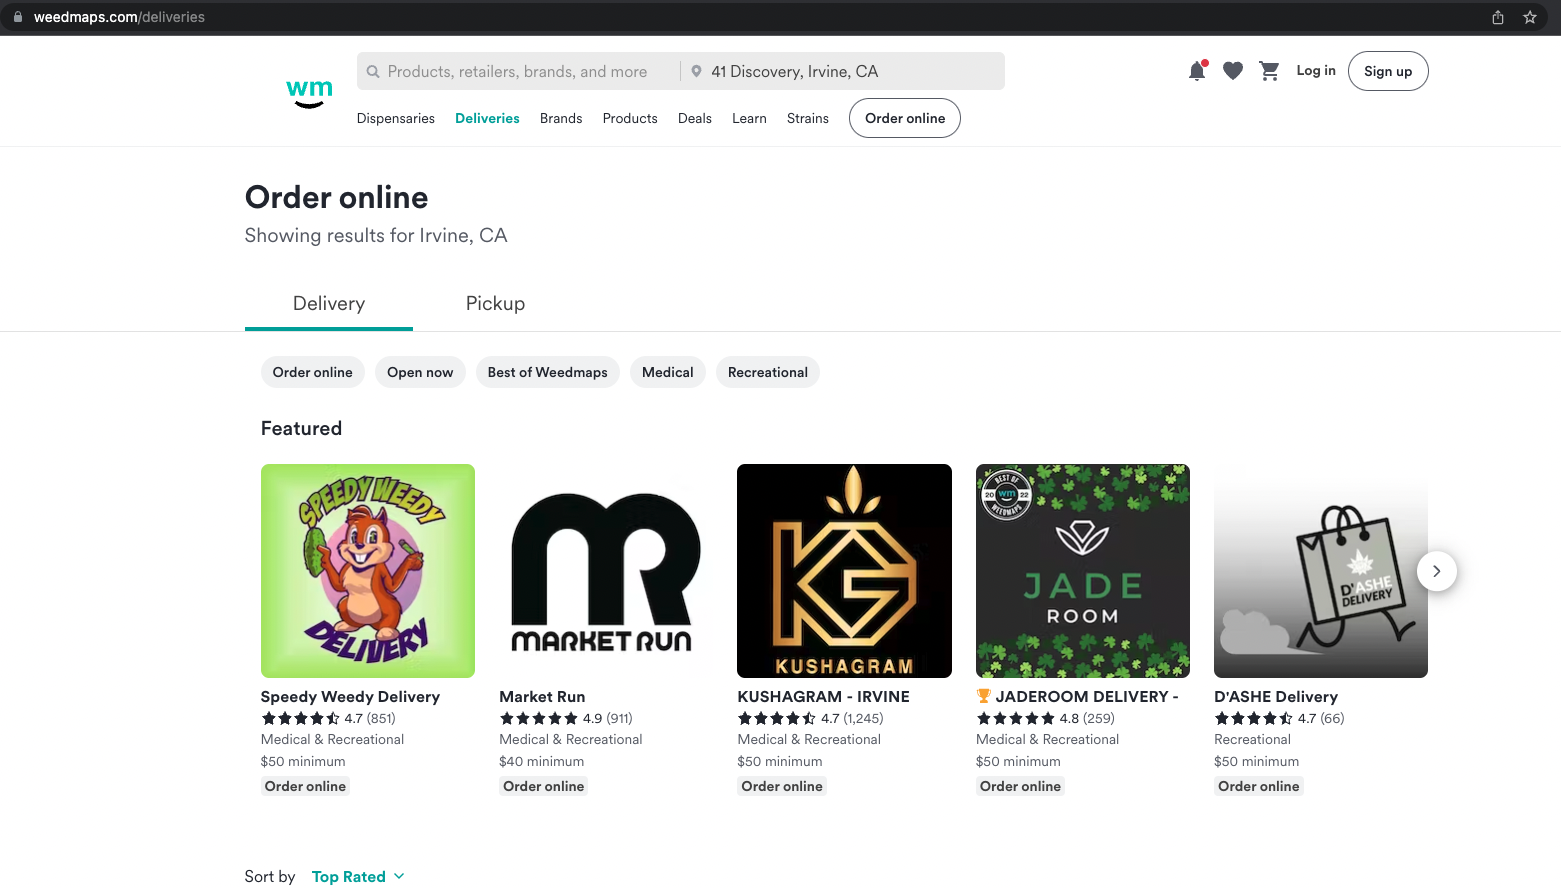 weedmaps.com/deliveries
wm
Products, retailers, brands, and more
41 Discovery, Irvine, CA
Log in
Sign up
Dispensaries
Deliveries
Brands
Products
Deals
Learn
Strains
Order online
Order online
Showing results for Irvine, CA
Delivery
Pickup
Order online
Open now
Best of Weedmaps
Medical
Recreational
Featured
SPEEDY WEEDY
DELIVERY
MARKET RUN
KG
KUSHAGRAM
BEST OF
20 wm 22
WEEDMAPS
JADE
ROOM
D'ASHE
DELIVERY
Speedy Weedy Delivery
4.7 (851)
Medical & Recreational
$50 minimum
Order online
Market Run
4.9 (911)
Medical & Recreational
$40 minimum
Order online
KUSHAGRAM - IRVINE
4.7 (1,245)
Medical & Recreational
$50 minimum
Order online
🏆 JADEROOM DELIVERY -
4.8 (259)
Medical & Recreational
$50 minimum
Order online
D'ASHE Delivery
4.7 (66)
Recreational
$50 minimum
Order online
Sort by Top Rated